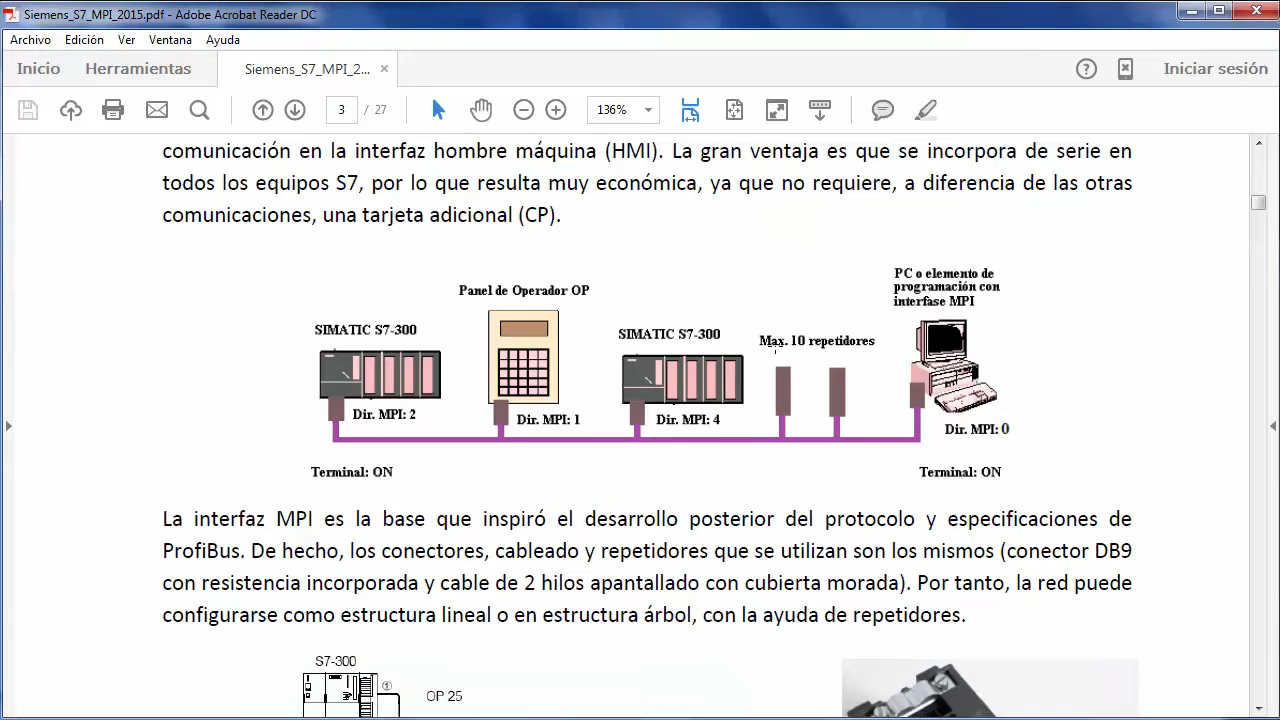 Siemens_S7_MPI_2015.pdf - Adobe Acrobat Reader DC
Archivo Edición Ver Ventana Ayuda
Inicio Herramientas Siemens_S7_MPI_2... × Iniciar sesión
3 / 27 136%
comunicación en la interfaz hombre máquina (HMI). La gran ventaja es que se incorpora de serie en
todos los equipos S7, por lo que resulta muy económica, ya que no requiere, a diferencia de las otras
comunicaciones, una tarjeta adicional (CP).
PC o elemento de
programación con
interfase MPI
Panel de Operador OP
SIMATIC S7-300
SIMATIC S7-300
Max. 10 repetidores
Dir. MPI: 2
Dir. MPI: 1
Dir. MPI: 4
Dir. MPI: 0
Terminal: ON
Terminal: ON
La interfaz MPI es la base que inspiró el desarrollo posterior del protocolo y especificaciones de
ProfiBus. De hecho, los conectores, cableado y repetidores que se utilizan son los mismos (conector DB9
con resistencia incorporada y cable de 2 hilos apantallado con cubierta morada). Por tanto, la red puede
configurarse como estructura lineal o en estructura árbol, con la ayuda de repetidores.
S7-300
①
OP 25